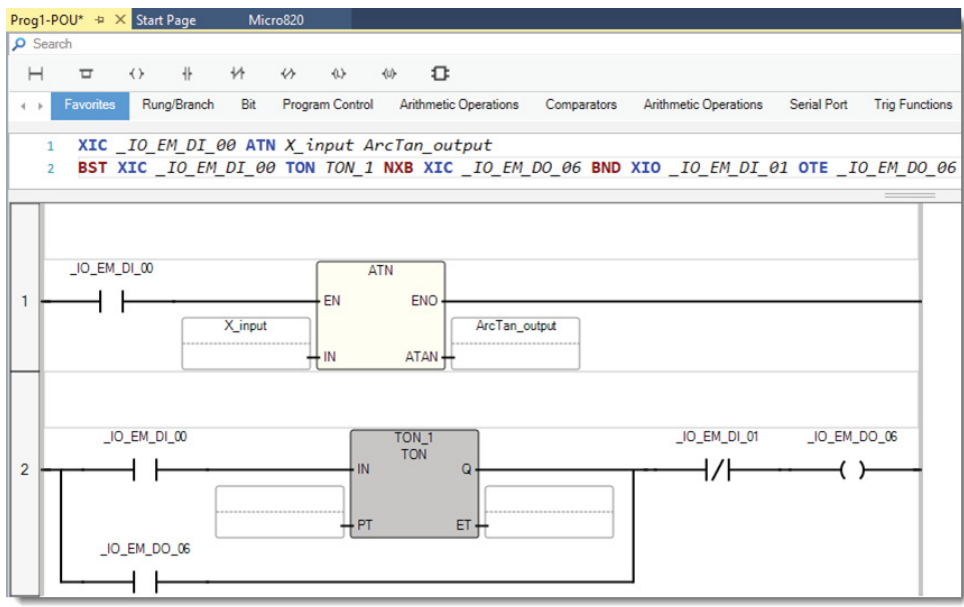 Prog1-POU* Start Page Micro820
Search
Favorites Rung/Branch Bit Program Control Arithmetic Operations Comparators Arithmetic Operations Serial Port Trig Functions
1 XIC _IO_EM_DI_00 ATN X_input ArcTan_output
2 BST XIC _IO_EM_DI_00 TON TON_1 NXB XIC _IO_EM_DO_06 BND XIO _IO_EM_DI_01 OTE _IO_EM_DO_06
_IO_EM_DI_00 ATN
1 EN ENO
X_input ArcTan_output
IN ATAN
_IO_EM_DI_00 TON_1 _IO_EM_DI_01 _IO_EM_DO_06
TON
2 IN Q
PT ET
_IO_EM_DO_06